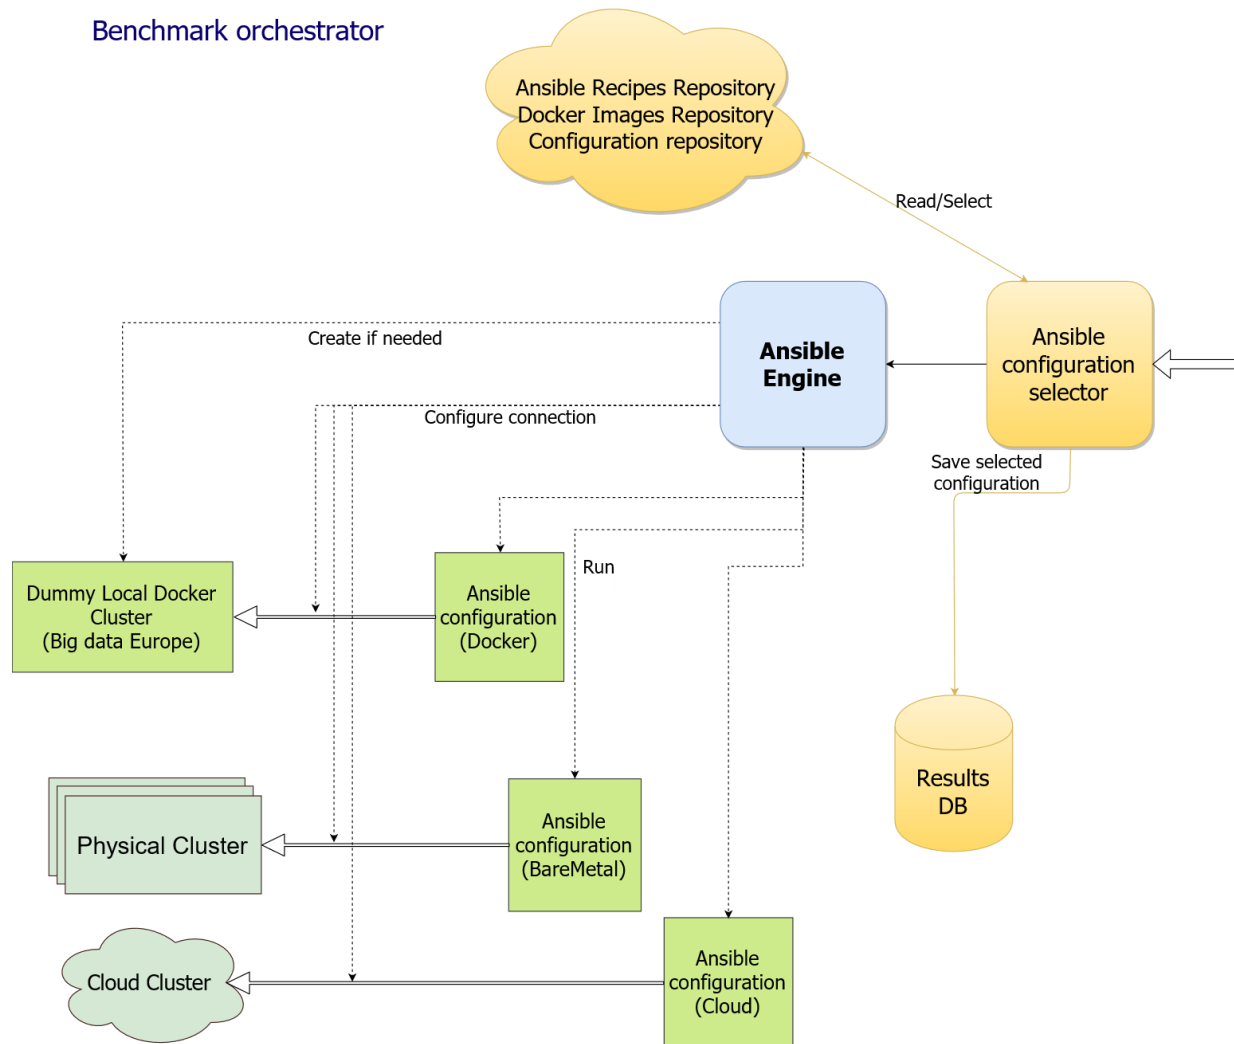 Benchmark orchestrator
Ansible Recipes Repository
Docker Images Repository
Configuration repository
Read/Select
Ansible
configuration
selector
Ansible
Engine
Create if needed
Configure connection
Save selected
configuration
Run
Dummy Local Docker
Cluster
(Big data Europe)
Ansible
configuration
(Docker)
Results
DB
Physical Cluster
Ansible
configuration
(BareMetal)
Cloud Cluster
Ansible
configuration
(Cloud)